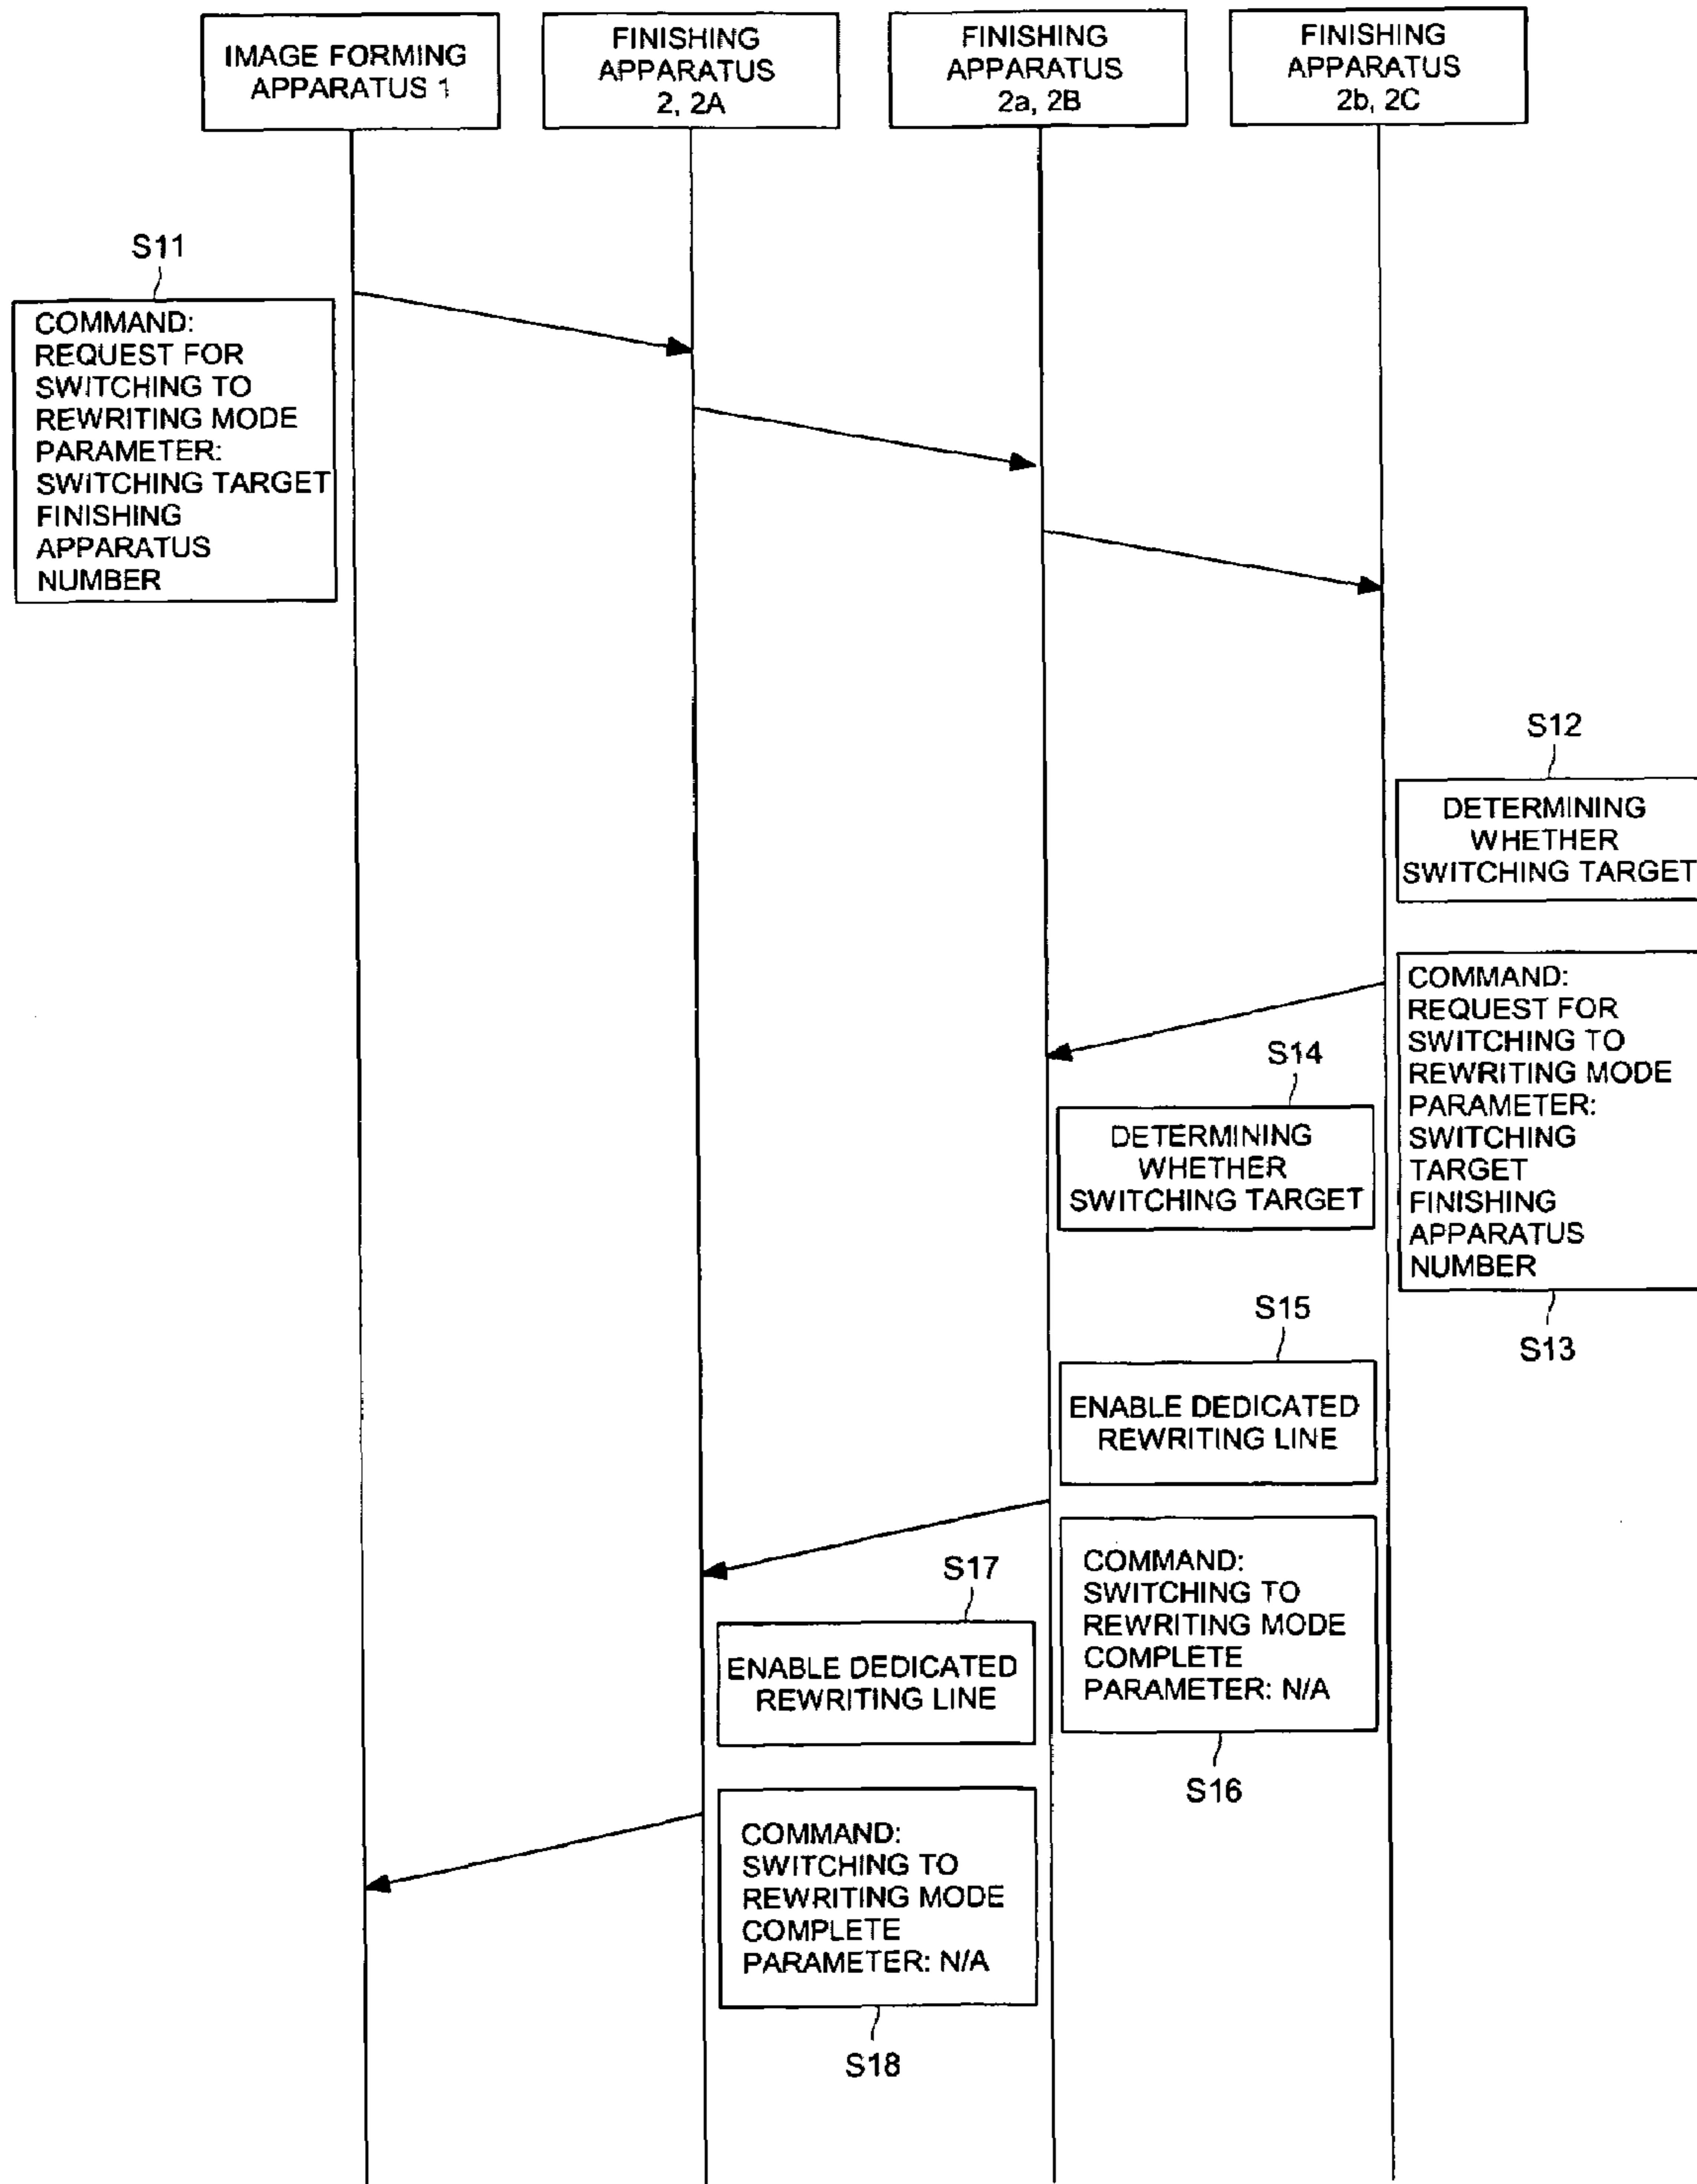 IMAGE FORMING
APPARATUS 1
FINISHING
APPARATUS
2, 2A
FINISHING
APPARATUS
2a, 2B
FINISHING
APPARATUS
2b, 2C
S11
COMMAND:
REQUEST FOR
SWITCHING TO
REWRITING MODE
PARAMETER:
SWITCHING TARGET
FINISHING
APPARATUS
NUMBER
S12
DETERMINING
WHETHER
SWITCHING TARGET
COMMAND:
REQUEST FOR
SWITCHING TO
REWRITING MODE
PARAMETER:
SWITCHING
TARGET
FINISHING
APPARATUS
NUMBER
S13
S14
DETERMINING
WHETHER
SWITCHING TARGET
S15
ENABLE DEDICATED
REWRITING LINE
COMMAND:
SWITCHING TO
REWRITING MODE
COMPLETE
PARAMETER: N/A
S16
S17
ENABLE DEDICATED
REWRITING LINE
COMMAND:
SWITCHING TO
REWRITING MODE
COMPLETE
PARAMETER: N/A
S18